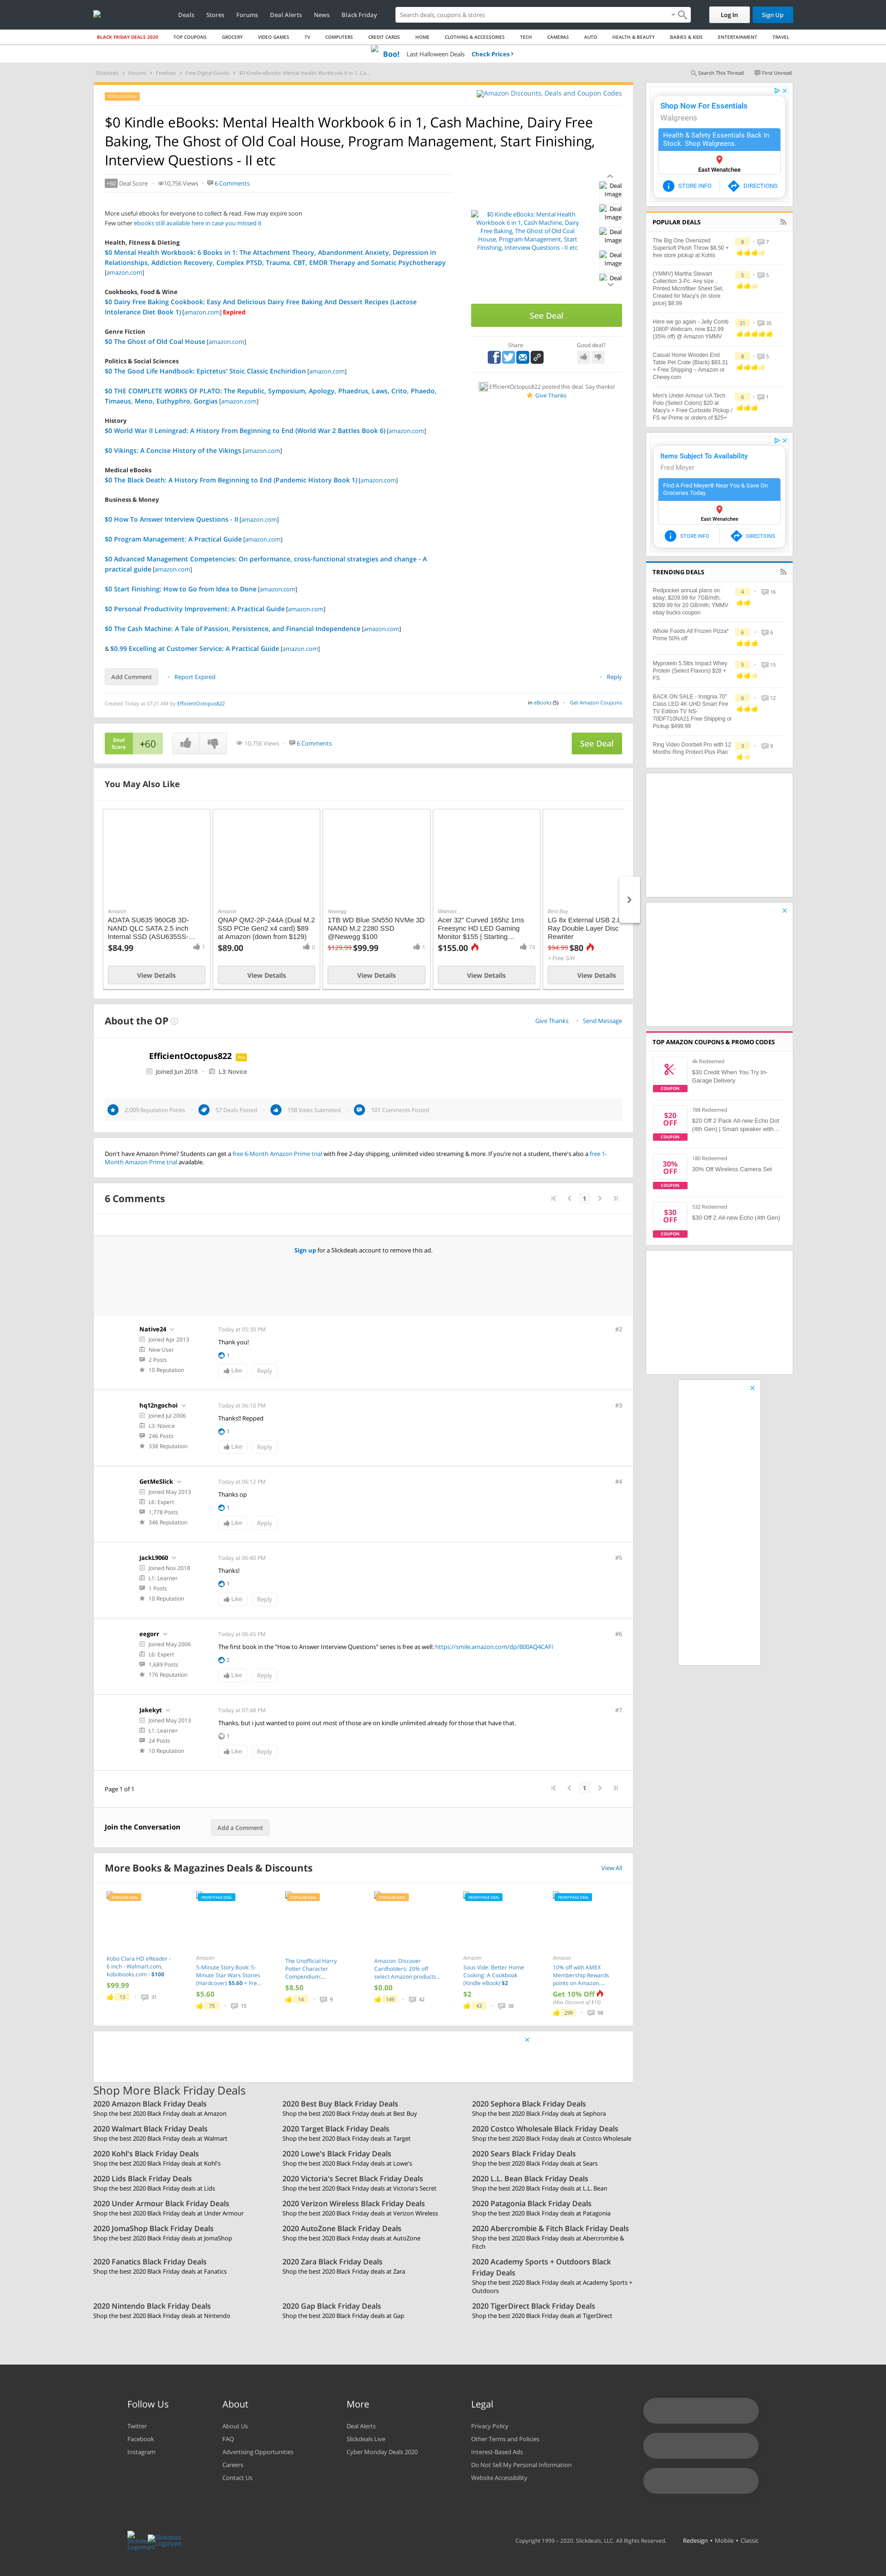 Deals Stores Forums Deal Alerts News Black Friday
Search deals, coupons & stores
Log In
Sign Up
BLACK FRIDAY DEALS 2020 TOP COUPONS GROCERY VIDEO GAMES TV COMPUTERS CREDIT CARDS HOME CLOTHING & ACCESSORIES TECH CAMERAS AUTO HEALTH & BEAUTY BABIES & KIDS ENTERTAINMENT TRAVEL
Boo! Last Halloween Deals Check Prices
Slickdeals Forums Freebies Free Digital Goods $0 Kindle eBooks: Mental Health Workbook 6 in 1, Ca...
Search This Thread First Unread
POPULAR DEAL
Amazon Discounts, Deals and Coupon Codes
$0 Kindle eBooks: Mental Health Workbook 6 in 1, Cash Machine, Dairy Free
Baking, The Ghost of Old Coal House, Program Management, Start Finishing,
Interview Questions - II etc
+60 Deal Score 10,756 Views 6 Comments
More useful ebooks for everyone to collect & read. Few may expire soon
Few other ebooks still available here in case you missed it
Health, Fitness & Dieting
$0 Mental Health Workbook: 6 Books in 1: The Attachment Theory, Abandonment Anxiety, Depression in
Relationships, Addiction Recovery, Complex PTSD, Trauma, CBT, EMDR Therapy and Somatic Psychotherapy
[amazon.com]
Cookbooks, Food & Wine
$0 Dairy Free Baking Cookbook: Easy And Delicious Dairy Free Baking And Dessert Recipes (Lactose
Intolerance Diet Book 1) [amazon.com] Expired
Genre Fiction
$0 The Ghost of Old Coal House [amazon.com]
Politics & Social Sciences
$0 The Good Life Handbook: Epictetus' Stoic Classic Enchiridion [amazon.com]
$0 THE COMPLETE WORKS OF PLATO: The Republic, Symposium, Apology, Phaedrus, Laws, Crito, Phaedo,
Timaeus, Meno, Euthyphro, Gorgias [amazon.com]
History
$0 World War II Leningrad: A History From Beginning to End (World War 2 Battles Book 6) [amazon.com]
$0 Vikings: A Concise History of the Vikings [amazon.com]
Medical eBooks
$0 The Black Death: A History From Beginning to End (Pandemic History Book 1) [amazon.com]
Business & Money
$0 How To Answer Interview Questions - II [amazon.com]
$0 Program Management: A Practical Guide [amazon.com]
$0 Advanced Management Competencies: On performance, cross-functional strategies and change - A
practical guide [amazon.com]
$0 Start Finishing: How to Go from Idea to Done [amazon.com]
$0 Personal Productivity Improvement: A Practical Guide [amazon.com]
$0 The Cash Machine: A Tale of Passion, Persistence, and Financial Independence [amazon.com]
& $0.99 Excelling at Customer Service: A Practical Guide [amazon.com]
Add Comment Report Expired Reply
Created Today at 07:21 AM by EfficientOctopus822
in eBooks (5) Get Amazon Coupons
$0 Kindle eBooks: Mental Health
Workbook 6 in 1, Cash Machine, Dairy
Free Baking, The Ghost of Old Coal
House, Program Management, Start
Finishing, Interview Questions - II etc
Deal
Image
Deal
Image
Deal
Image
Deal
Image
Deal
See Deal
Share Good deal?
EfficientOctopus822 posted this deal. Say thanks!
Give Thanks
Deal
Score +60 10,756 Views 6 Comments See Deal
You May Also Like
Amazon
ADATA SU635 960GB 3D-
NAND QLC SATA 2.5 inch
Internal SSD (ASU635SS-...
$84.99 1
View Details
Amazon
QNAP QM2-2P-244A (Dual M.2
SSD PCIe Gen2 x4 card) $89
at Amazon (down from $129)
$89.00 0
View Details
Newegg
1TB WD Blue SN550 NVMe 3D
NAND M.2 2280 SSD
@Newegg $100
$129.99 $99.99 1
View Details
Walmart
Acer 32" Curved 165hz 1ms
Freesync HD LED Gaming
Monitor $155 | Starting...
$155.00 74
View Details
Best Buy
LG 8x External USB 2.0
Ray Double Layer Disc
Rewriter
$94.99 $80
+ Free S/H
View Details
About the OP
Give Thanks Send Message
EfficientOctopus822 Pro
Joined Jun 2018 L3: Novice
2,009 Reputation Points 57 Deals Posted 158 Votes Submitted 101 Comments Posted
Don't have Amazon Prime? Students can get a free 6-Month Amazon Prime trial with free 2-day shipping, unlimited video streaming & more. If you're not a student, there's also a free 1-
Month Amazon Prime trial available.
6 Comments
1
Sign up for a Slickdeals account to remove this ad.
Native24 Today at 05:30 PM #2
Joined Apr 2013
New User
2 Posts
10 Reputation
Thank you!
1
Like Reply
hq12ngochoi Today at 06:10 PM #3
Joined Jul 2006
L3: Novice
246 Posts
338 Reputation
Thanks!! Repped
1
Like Reply
GetMeSlick Today at 06:12 PM #4
Joined May 2013
L6: Expert
1,778 Posts
346 Reputation
Thanks op
1
Like Reply
JackL9060 Today at 06:40 PM #5
Joined Nov 2018
L1: Learner
1 Posts
10 Reputation
Thanks!
1
Like Reply
eegorr Today at 06:45 PM #6
Joined May 2006
L6: Expert
1,689 Posts
176 Reputation
The first book in the "How to Answer Interview Questions" series is free as well: https://smile.amazon.com/dp/B00AQ4CAFI
2
Like Reply
Jakekyt Today at 07:48 PM #7
Joined May 2013
L1: Learner
24 Posts
10 Reputation
Thanks, but i just wanted to point out most of those are on kindle unlimited already for those that have that.
1
Like Reply
Page 1 of 1
1
Join the Conversation Add a Comment
More Books & Magazines Deals & Discounts View All
POPULAR DEAL
Kobo Clara HD eReader -
6 inch - Walmart.com,
kobobooks.com - $100
$99.99
13 31
FRONTPAGE DEAL
Amazon
5-Minute Story Book: 5-
Minute Star Wars Stories
(Hardcover) $5.60 + Fre...
$5.60
75 15
POPULAR DEAL
The Unofficial Harry
Potter Character
Compendium:...
$8.50
14 9
POPULAR DEAL
Amazon: Discover
Cardholders: 20% off
select Amazon products...
$0.00
149 42
FRONTPAGE DEAL
Amazon
Sous Vide: Better Home
Cooking: A Cookbook
(Kindle eBook) $2
$2
43 38
FRONTPAGE DEAL
Amazon
10% off with AMEX
Membership Rewards
points on Amazon....
Get 10% Off
(Max Discount of $15)
299 98
Shop More Black Friday Deals
2020 Amazon Black Friday Deals
Shop the best 2020 Black Friday deals at Amazon
2020 Best Buy Black Friday Deals
Shop the best 2020 Black Friday deals at Best Buy
2020 Sephora Black Friday Deals
Shop the best 2020 Black Friday deals at Sephora
2020 Walmart Black Friday Deals
Shop the best 2020 Black Friday deals at Walmart
2020 Target Black Friday Deals
Shop the best 2020 Black Friday deals at Target
2020 Costco Wholesale Black Friday Deals
Shop the best 2020 Black Friday deals at Costco Wholesale
2020 Kohl's Black Friday Deals
Shop the best 2020 Black Friday deals at Kohl's
2020 Lowe's Black Friday Deals
Shop the best 2020 Black Friday deals at Lowe's
2020 Sears Black Friday Deals
Shop the best 2020 Black Friday deals at Sears
2020 Lids Black Friday Deals
Shop the best 2020 Black Friday deals at Lids
2020 Victoria's Secret Black Friday Deals
Shop the best 2020 Black Friday deals at Victoria's Secret
2020 L.L. Bean Black Friday Deals
Shop the best 2020 Black Friday deals at L.L. Bean
2020 Under Armour Black Friday Deals
Shop the best 2020 Black Friday deals at Under Armour
2020 Verizon Wireless Black Friday Deals
Shop the best 2020 Black Friday deals at Verizon Wireless
2020 Patagonia Black Friday Deals
Shop the best 2020 Black Friday deals at Patagonia
2020 JomaShop Black Friday Deals
Shop the best 2020 Black Friday deals at JomaShop
2020 AutoZone Black Friday Deals
Shop the best 2020 Black Friday deals at AutoZone
2020 Abercrombie & Fitch Black Friday Deals
Shop the best 2020 Black Friday deals at Abercrombie &
Fitch
2020 Fanatics Black Friday Deals
Shop the best 2020 Black Friday deals at Fanatics
2020 Zara Black Friday Deals
Shop the best 2020 Black Friday deals at Zara
2020 Academy Sports + Outdoors Black
Friday Deals
Shop the best 2020 Black Friday deals at Academy Sports +
Outdoors
2020 Nintendo Black Friday Deals
Shop the best 2020 Black Friday deals at Nintendo
2020 Gap Black Friday Deals
Shop the best 2020 Black Friday deals at Gap
2020 TigerDirect Black Friday Deals
Shop the best 2020 Black Friday deals at TigerDirect
Shop Now For Essentials
Walgreens
Health & Safety Essentials Back In
Stock. Shop Walgreens.
East Wenatchee
STORE INFO DIRECTIONS
POPULAR DEALS
The Big One Oversized
Supersoft Plush Throw $8.50 +
free store pickup at Kohls
8 7
(YMMV) Martha Stewart
Collection 3-Pc. Any size ,
Printed Microfiber Sheet Set,
Created for Macy's (in store
price) $8.99
5 5
Here we go again - Jelly Comb
1080P Webcam, now $12.99
(35% off) @ Amazon YMMV
21 35
Casual Home Wooden End
Table Pet Crate (Black) $83.31
+ Free Shipping ~ Amazon or
Chewy.com
8 5
Men's Under Armour UA Tech
Polo (Select Colors) $20 at
Macy's + Free Curbside Pickup /
FS w/ Prime or orders of $25+
6 1
Items Subject To Availability
Fred Meyer
Find A Fred Meyer® Near You & Save On
Groceries Today.
East Wenatchee
STORE INFO DIRECTIONS
TRENDING DEALS
Redpocket annual plans on
ebay; $209.99 for 7GB/mth,
$299.99 for 20 GB/mth; YMMV
ebay bucks coupon
4 16
Whole Foods All Frozen Pizza*
Prime 50% off
6 6
Myprotein 5.5lbs Impact Whey
Protein (Select Flavors) $28 +
FS
5 15
BACK ON SALE - Insignia 70"
Class LED 4K UHD Smart Fire
TV Edition TV NS-
70DF710NA21 Free Shipping or
Pickup $499.99
6 12
Ring Video Doorbell Pro with 12
Months Ring Protect Plus Plan
3 9
TOP AMAZON COUPONS & PROMO CODES
COUPON
4k Redeemed
$30 Credit When You Try In-
Garage Delivery
$20
OFF
COUPON
788 Redeemed
$20 Off 2 Pack All-new Echo Dot
(4th Gen) | Smart speaker with...
30%
OFF
COUPON
180 Redeemed
30% Off Wireless Camera Set
$30
OFF
COUPON
532 Redeemed
$30 Off 2 All-new Echo (4th Gen)
Follow Us
Twitter
Facebook
Instagram
About
About Us
FAQ
Advertising Opportunities
Careers
Contact Us
More
Deal Alerts
Slickdeals Live
Cyber Monday Deals 2020
Legal
Privacy Policy
Other Terms and Policies
Interest-Based Ads
Do Not Sell My Personal Information
Website Accessibility
Slickdeals
Logotype
Copyright 1999 – 2020. Slickdeals, LLC. All Rights Reserved. Redesign • Mobile • Classic